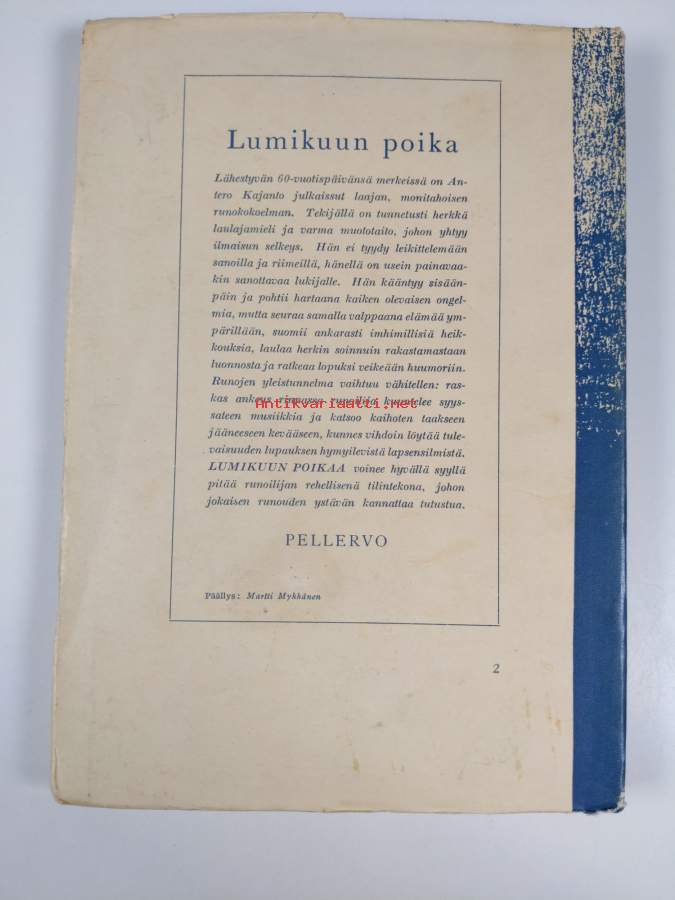 Lumikuun poika
Lähestyvän 60-vuotispäivänsä merkeissä on An-
tero Kajanto julkaissut laajan, monitahoisen
runokokoelman. Tekijällä on tunnetusti herkkä
laulajamieli ja varma muototaito, johon yhtyy
ilmaisun selkeys. Hän ei tyydy leikittelemään
sanoilla ja riimeillä, hänellä on usein painavaa-
kin sanottavaa lukijalle. Hän kääntyy sisään-
päin ja pohtii hartaana kaiken olevaisen ongel-
mia, mutta seuraa samalla valppaana elämää ym-
pärillään, suomii ankarasti imhimillisiä heik-
kouksia, laulaa herkin soinnuin rakastamastaan
luonnosta ja ratkeaa lopuksi veikeään huumoriin.
Runojen yleistunnelma vaihtuu vähitellen: ras-
kas ankeus rinnassa runoilija kuuntelee syys-
Antikvariaatti.net
sateen musiikkia ja katsoo kaihoten taakseen
jääneeseen kevääseen, kunnes vihdoin löytää tule-
vaisuuden lupauksen hymyilevistä lapsensilmistä.
LUMIKUUN POIKAA voinee hyvällä syyllä
pitää runoilijan rehellisenä tilintekona, johon
jokaisen runouden ystävän kannattaa tutustua.
PELLERVO
Päällys: Martti Mykkänen
2